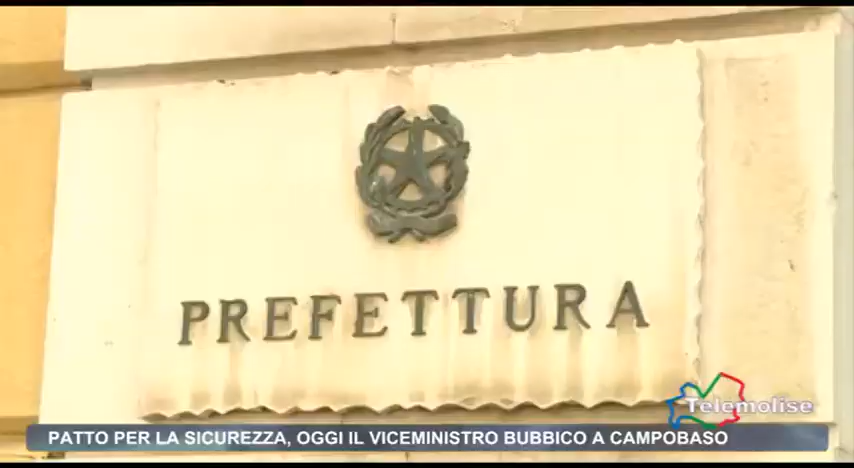 PREFETTURA
Telemolise
PATTO PER LA SICUREZZA, OGGI IL VICEMINISTRO BUBBICO A CAMPOBASO